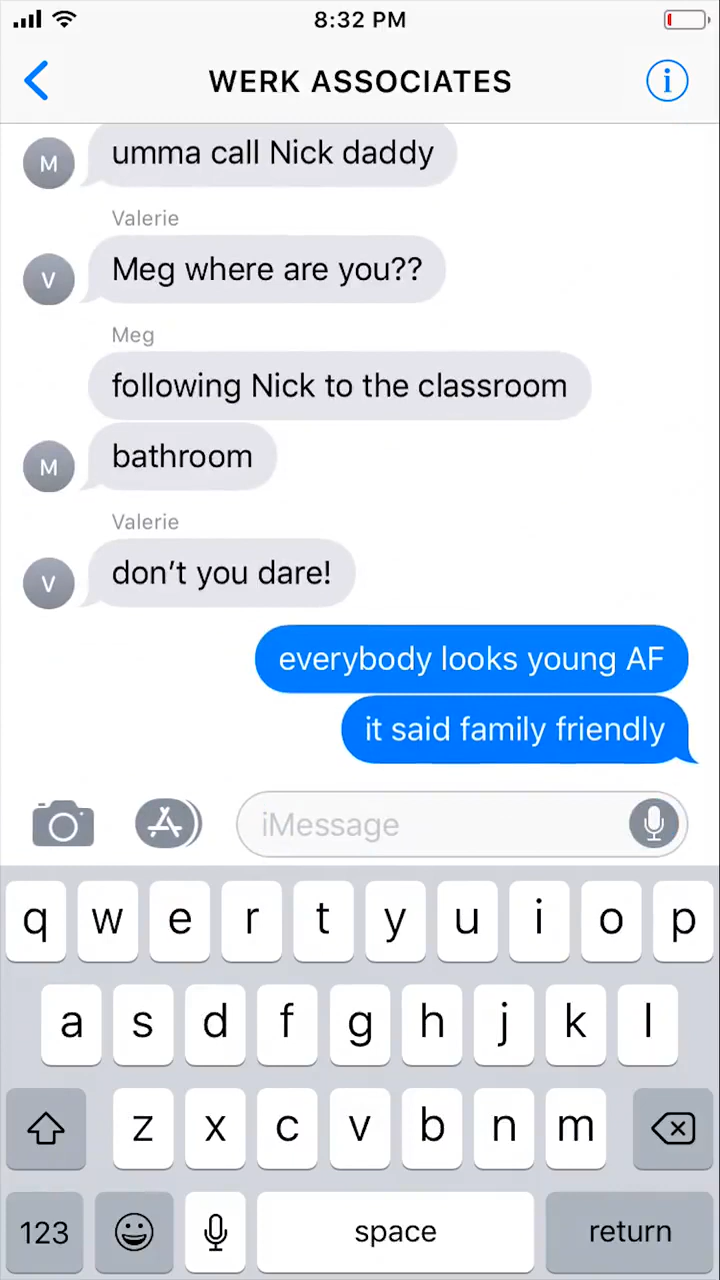 8:32 PM
WERK ASSOCIATES
umma call Nick daddy
M
Valerie
Meg where are you??
V
Meg
following Nick to the classroom
bathroom
M
Valerie
don't you dare!
V
everybody looks young AF
it said family friendly
iMessage
q w e r t y u i o p
a s d f g h j k l
z x c v b n m
123 space return